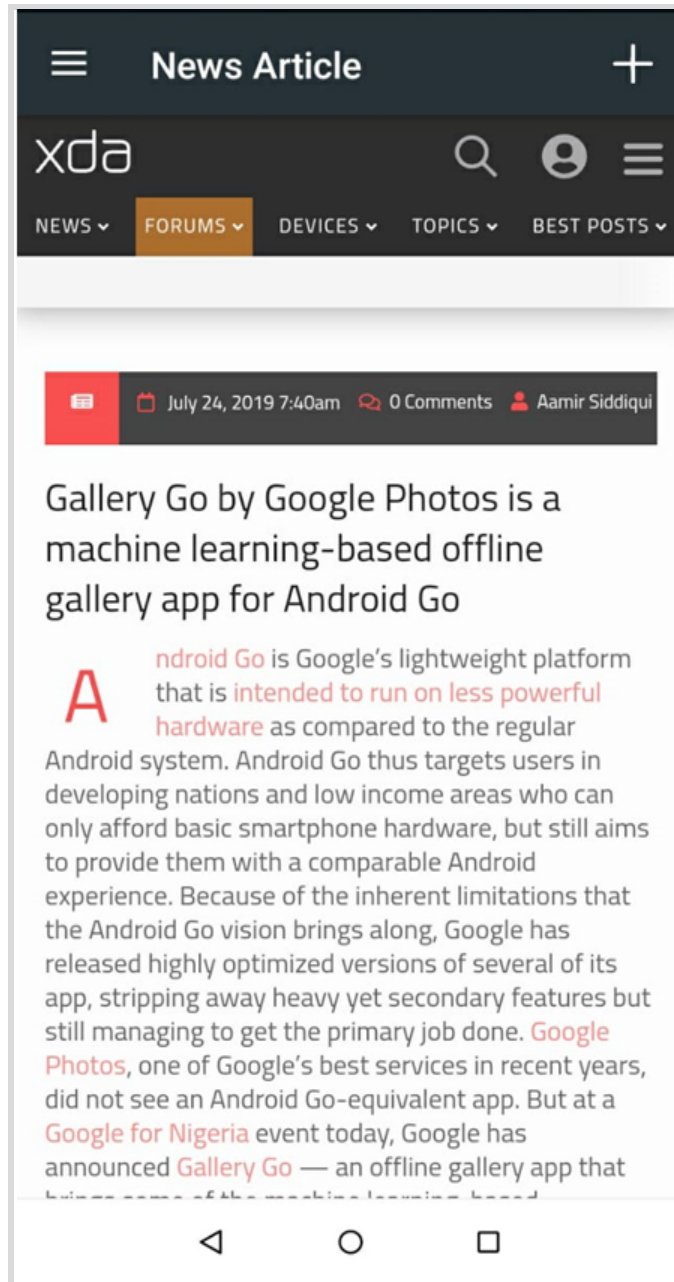 News Article
xda
NEWS FORUMS DEVICES TOPICS BEST POSTS
July 24, 2019 7:40am 0 Comments Aamir Siddiqui
Gallery Go by Google Photos is a
machine learning-based offline
gallery app for Android Go
Android Go is Google’s lightweight platform
that is intended to run on less powerful
hardware as compared to the regular
Android system. Android Go thus targets users in
developing nations and low income areas who can
only afford basic smartphone hardware, but still aims
to provide them with a comparable Android
experience. Because of the inherent limitations that
the Android Go vision brings along, Google has
released highly optimized versions of several of its
app, stripping away heavy yet secondary features but
still managing to get the primary job done. Google
Photos, one of Google’s best services in recent years,
did not see an Android Go-equivalent app. But at a
Google for Nigeria event today, Google has
announced Gallery Go — an offline gallery app that